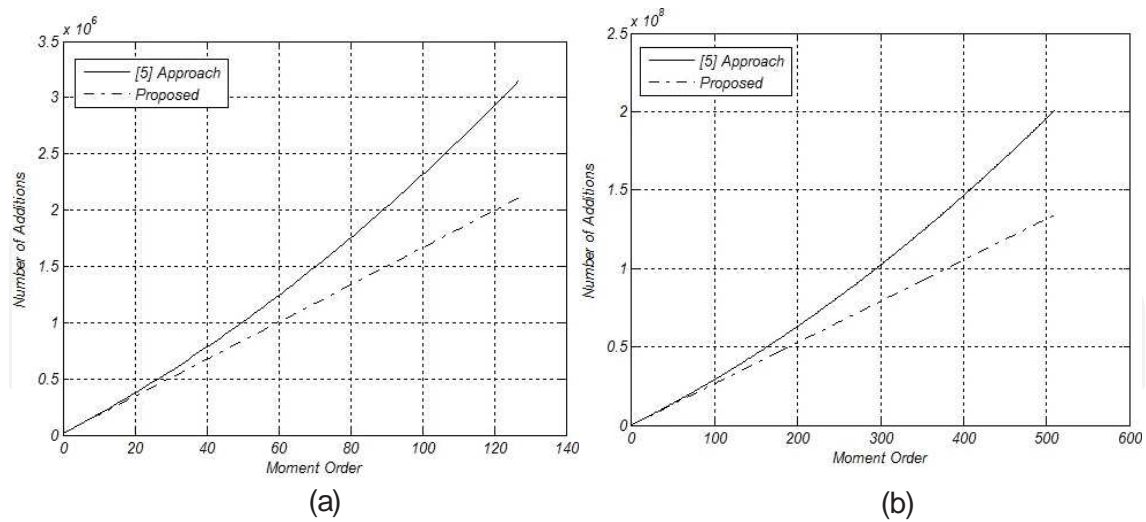 x 10^6
3.5
3
2.5
2
1.5
1
0.5
0
[5] Approach
Proposed
Number of Additions
0 20 40 60 80 100 120 140
Moment Order
(a)
x 10^8
2.5
2
1.5
1
0.5
0
[5] Approach
Proposed
Number of Additions
0 100 200 300 400 500 600
Moment Order
(b)